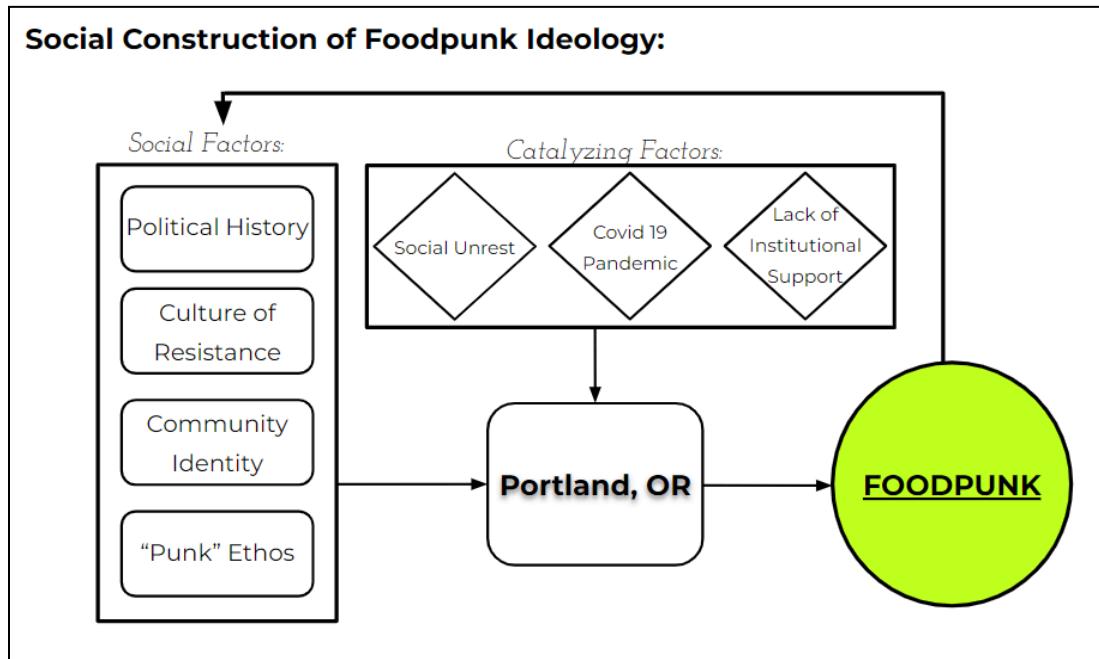 Social Construction of Foodpunk Ideology:
Social Factors:
Political History
Culture of
Resistance
Community
Identity
“Punk” Ethos
Catalyzing Factors:
Social Unrest
Covid 19
Pandemic
Lack of
Institutional
Support
Portland, OR
FOODPUNK